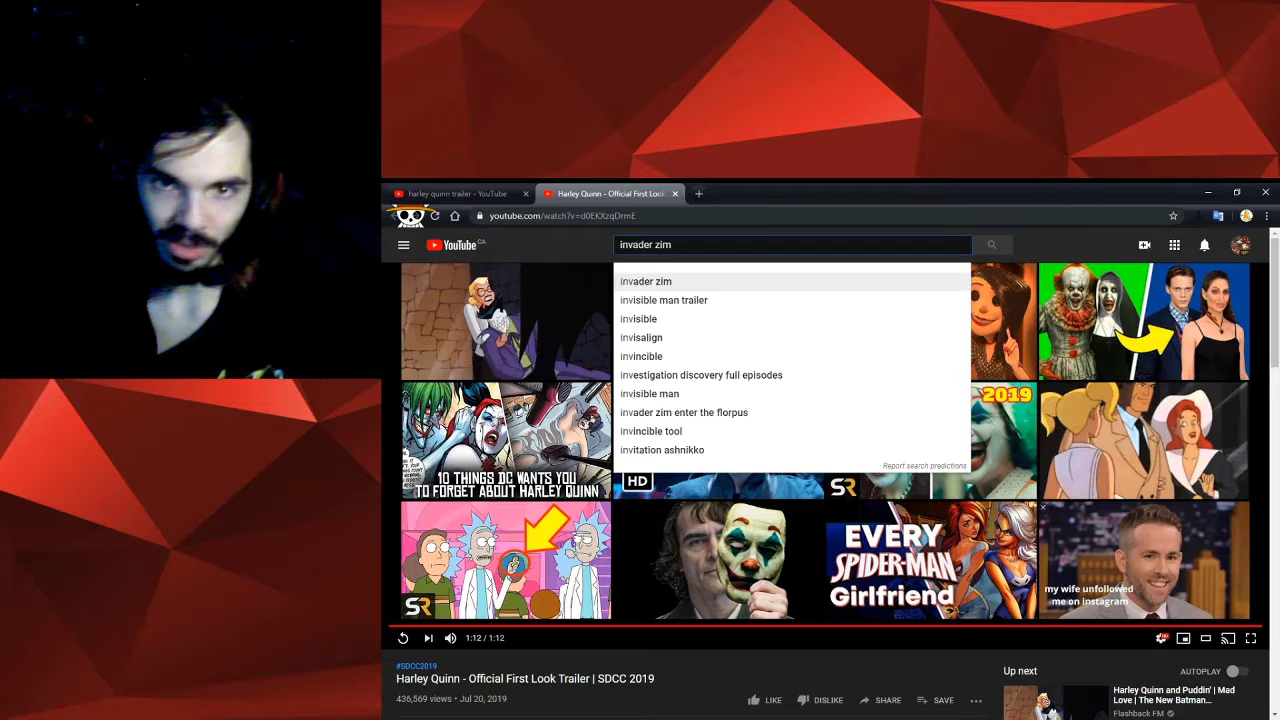 harley quinn trailer - YouTube
Harley Quinn - Official First Look
youtube.com/watch?v=d0EKXzqDrmE
YouTube CA
invader zim
invader zim
invisible man trailer
invisible
invisalign
invincible
investigation discovery full episodes
invisible man
invader zim enter the florpus
invincible tool
invitation ashnikko
Report search predictions
2019
10 THINGS DC WANTS YOU
TO FORGET ABOUT HARLEY QUINN
HD
SR
SR
EVERY
SPIDER-MAN
Girlfriend
my wife unfollowed
me on instagram
1:12 / 1:12
HD
#SDCC2019
Harley Quinn - Official First Look Trailer | SDCC 2019
436,569 views • Jul 20, 2019
LIKE
DISLIKE
SHARE
SAVE
Up next
AUTOPLAY
Harley Quinn and Puddin' | Mad
Love | The New Batman...
Flashback FM